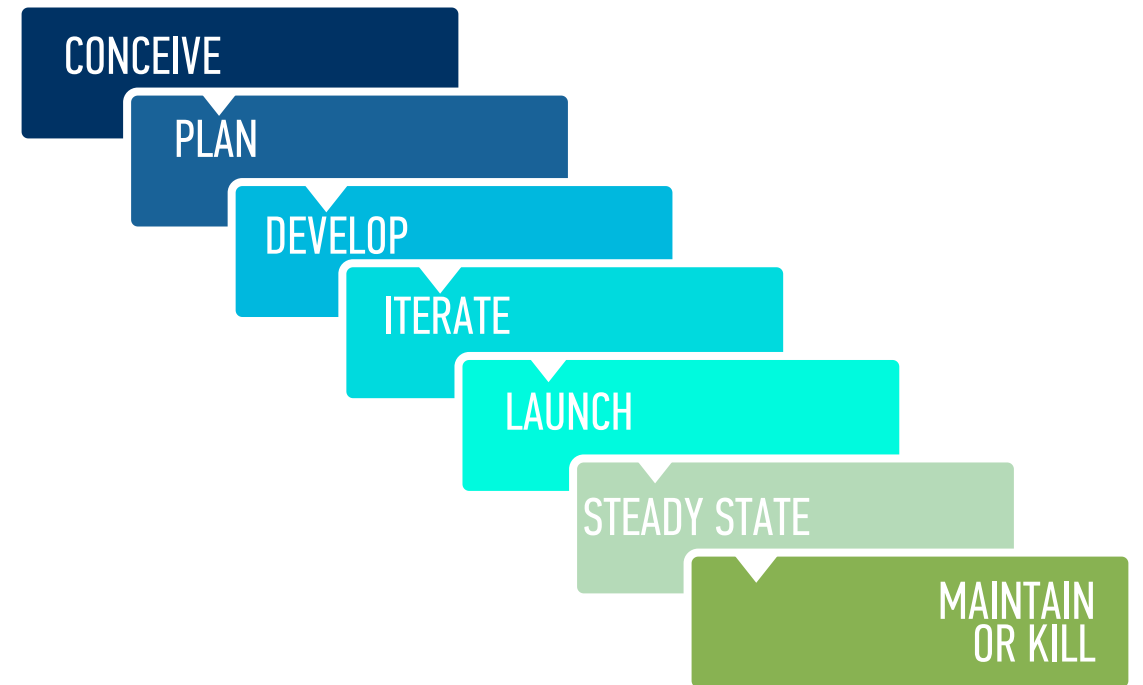 CONCEIVE
PLAN
DEVELOP
ITERATE
LAUNCH
STEADY STATE
MAINTAIN
OR KILL